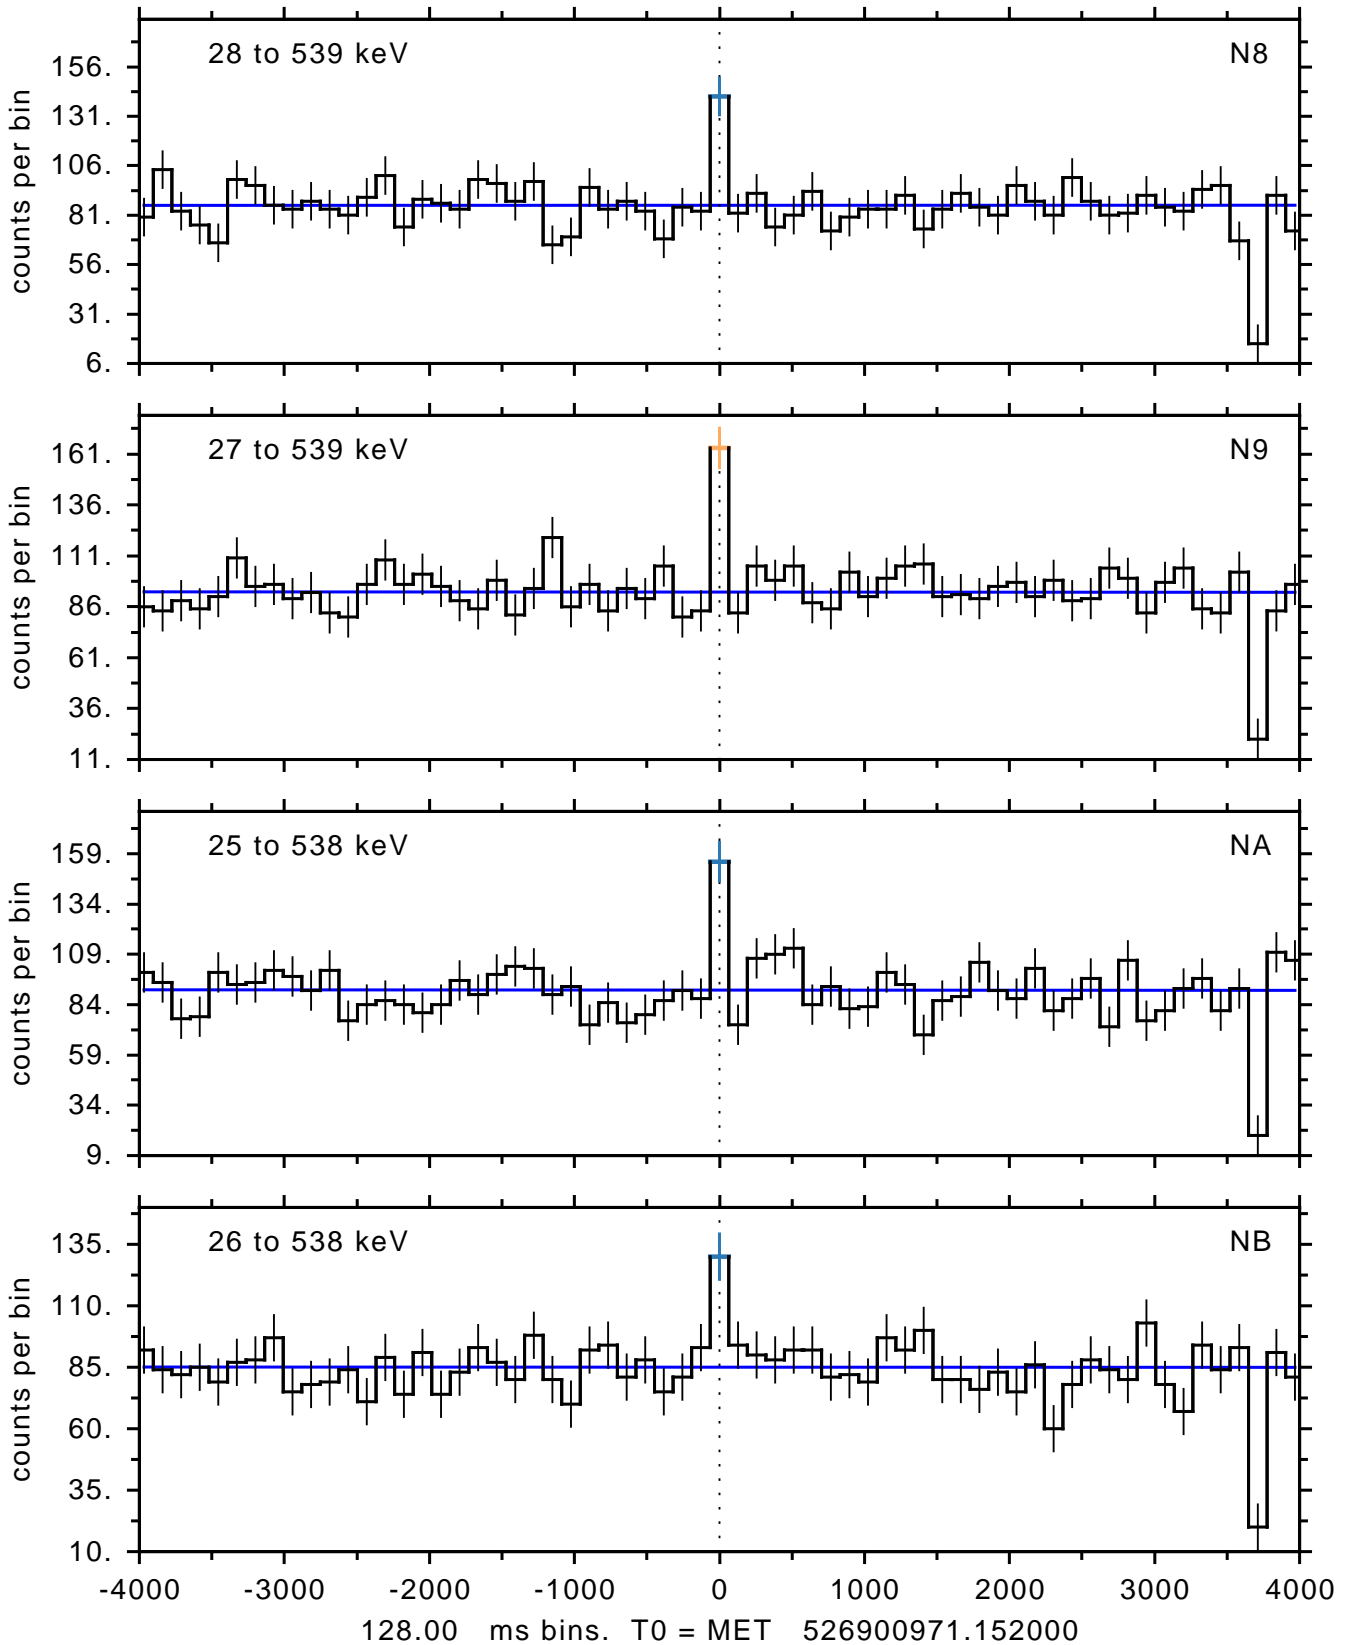 28 to 539 keV N8
counts per bin
156.
131.
106.
81.
56.
31.
6.
27 to 539 keV N9
counts per bin
161.
136.
111.
86.
61.
36.
11.
25 to 538 keV NA
counts per bin
159.
134.
109.
84.
59.
34.
9.
26 to 538 keV NB
counts per bin
135.
110.
85.
60.
35.
10.
-4000 -3000 -2000 -1000 0 1000 2000 3000 4000
128.00 ms bins. T0 = MET 526900971.152000